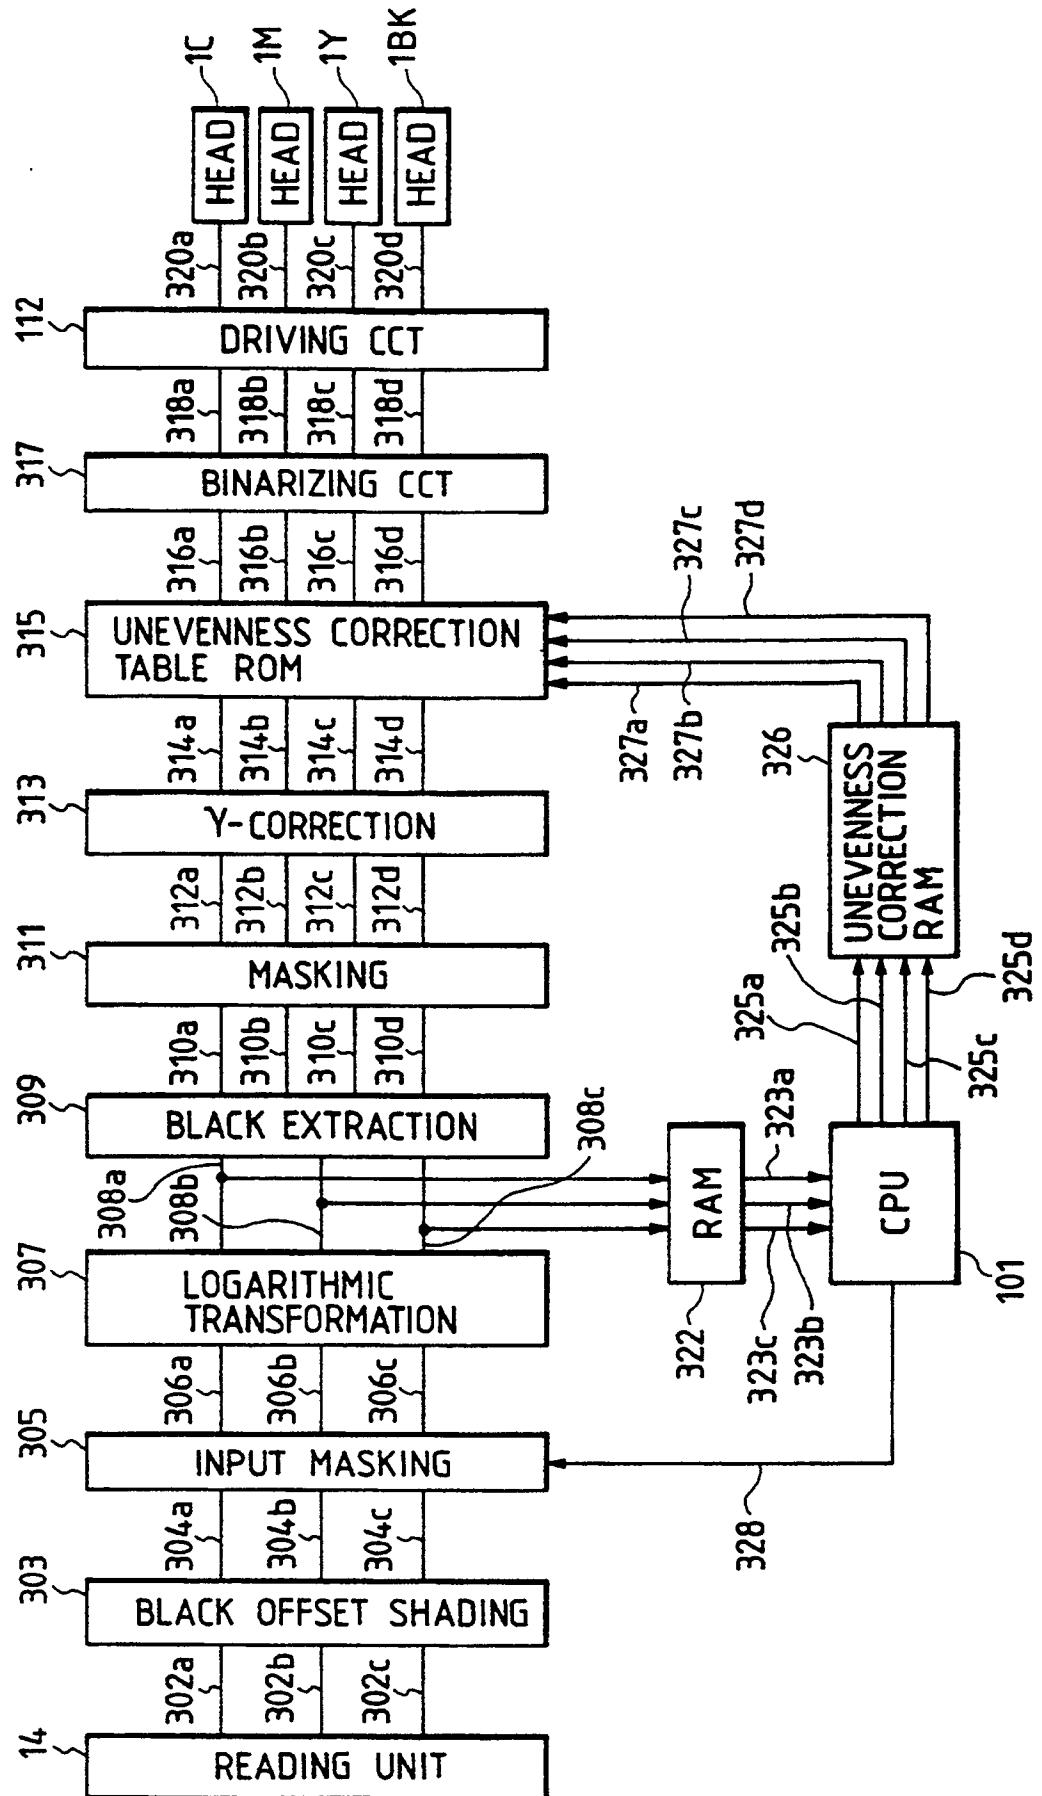 1C
1M
1Y
1BK
HEAD
HEAD
HEAD
HEAD
320a
320b
320c
320d
112
DRIVING CCT
318a
318b
318c
318d
317
BINARIZING CCT
316a
316b
316c
316d
315
UNEVENNESS CORRECTION
TABLE ROM
327a
327b
327c
327d
314a
314b
314c
314d
313
γ-CORRECTION
326
UNEVENNESS
CORRECTION
RAM
312a
312b
312c
312d
311
MASKING
325a
325b
325c
325d
310a
310b
310c
310d
309
BLACK EXTRACTION
308a
308b
308c
RAM
322
323a
323b
323c
CPU
101
307
LOGARITHMIC
TRANSFORMATION
306a
306b
306c
305
INPUT MASKING
328
304a
304b
304c
303
BLACK OFFSET SHADING
302a
302b
302c
14
READING UNIT